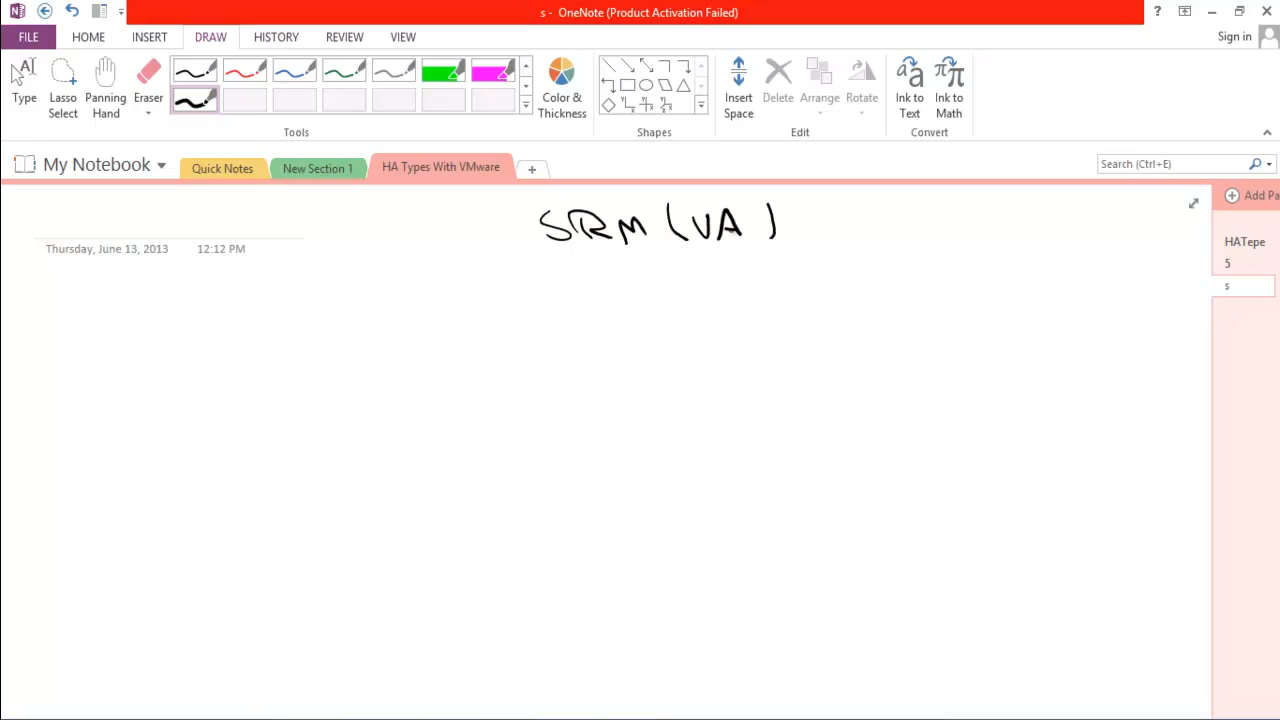 s - OneNote (Product Activation Failed)
?
FILE HOME INSERT DRAW HISTORY REVIEW VIEW
Sign in
Type
Lasso Select
Panning Hand
Eraser
Color & Thickness
Insert Space
Delete
Arrange
Rotate
Ink to Text
Ink to Math
Tools
Shapes
Edit
Convert
My Notebook
Quick Notes
New Section 1
HA Types With VMware
Search (Ctrl+E)
Add Pa
SRM (VA)
Thursday, June 13, 2013 12:12 PM
HATepe
5
s